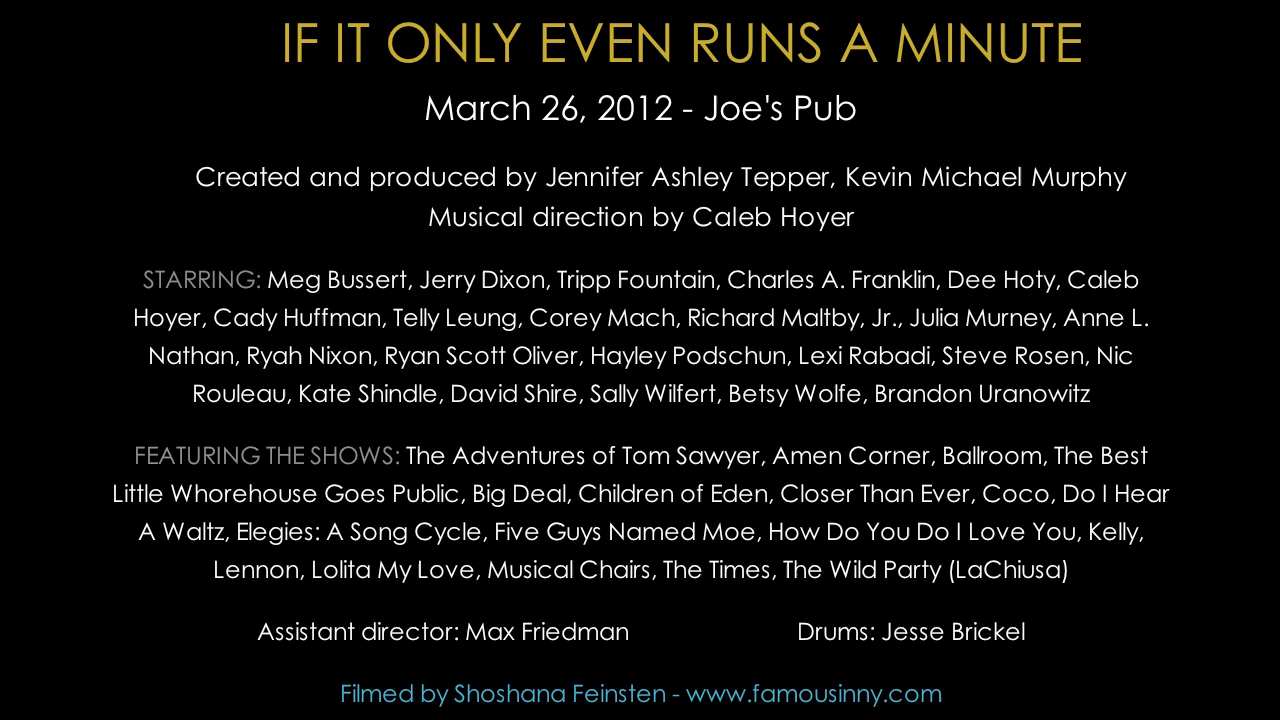 IF IT ONLY EVEN RUNS A MINUTE
March 26, 2012 - Joe's Pub
Created and produced by Jennifer Ashley Tepper, Kevin Michael Murphy
Musical direction by Caleb Hoyer
STARRING: Meg Bussert, Jerry Dixon, Tripp Fountain, Charles A. Franklin, Dee Hoty, Caleb
Hoyer, Cady Huffman, Telly Leung, Corey Mach, Richard Maltby, Jr., Julia Murney, Anne L.
Nathan, Ryah Nixon, Ryan Scott Oliver, Hayley Podschun, Lexi Rabadi, Steve Rosen, Nic
Rouleau, Kate Shindle, David Shire, Sally Wilfert, Betsy Wolfe, Brandon Uranowitz
FEATURING THE SHOWS: The Adventures of Tom Sawyer, Amen Corner, Ballroom, The Best
Little Whorehouse Goes Public, Big Deal, Children of Eden, Closer Than Ever, Coco, Do I Hear
A Waltz, Elegies: A Song Cycle, Five Guys Named Moe, How Do You Do I Love You, Kelly,
Lennon, Lolita My Love, Musical Chairs, The Times, The Wild Party (LaChiusa)
Assistant director: Max Friedman Drums: Jesse Brickel
Filmed by Shoshana Feinsten - www.famousinny.com